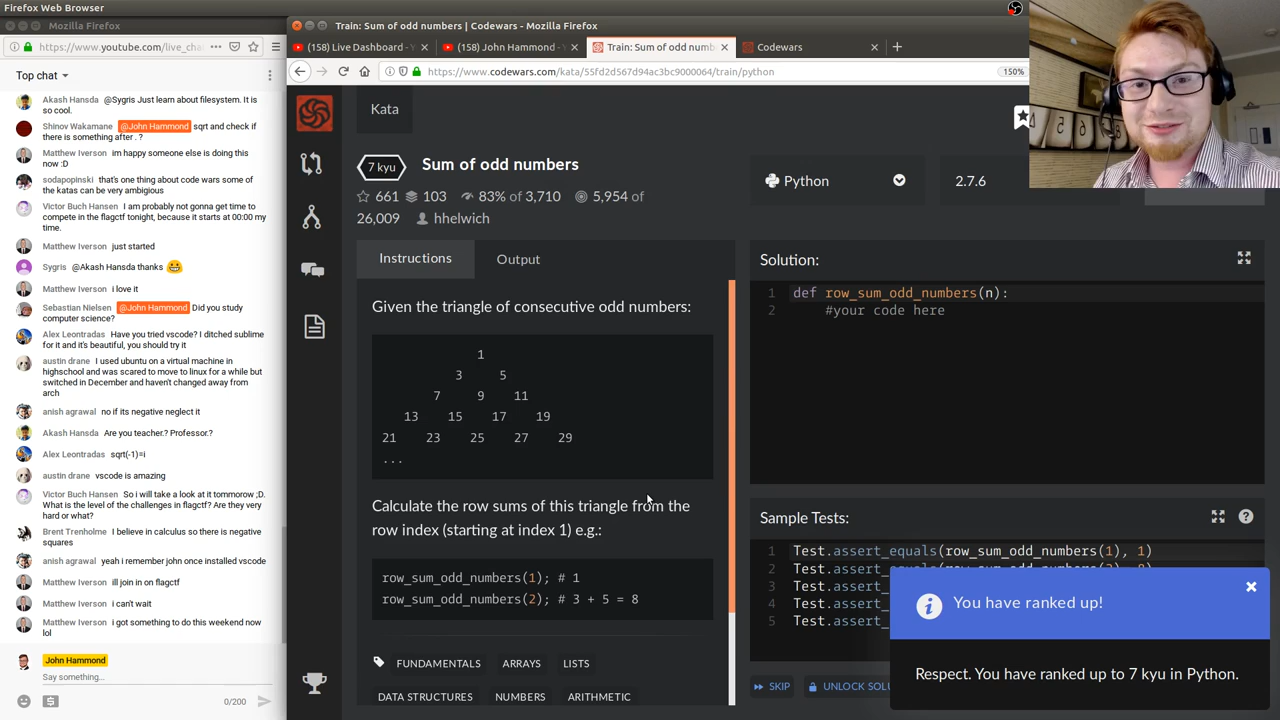 Firefox Web Browser
Mozilla Firefox
Train: Sum of odd numbers | Codewars - Mozilla Firefox
(158) Live Dashboard - Y
(158) John Hammond -
Train: Sum of odd numb
Codewars
https://www.youtube.com/live_cha
https://www.codewars.com/kata/55fd2d567d94ac3bc9000064/train/python
150%
Top chat
Akash Hansda @Sygris Just learn about filesystem. It is
so cool.
Shinov Wakamane @John Hammond sqrt and check if
there is something after . ?
Matthew Iverson im happy someone else is doing this
now :D
sodapopinski that's one thing about code wars some of
the katas can be very ambigious
Victor Buch Hansen I am probably not gonna get time to
compete in the flagctf tonight, because it starts at 00:00 my
time.
Matthew Iverson just started
Sygris @Akash Hansda thanks 😄
Matthew Iverson I love it
Sebastian Nielsen @John Hammond Did you study
computer science?
Alex Leontradas Have you tried vscode? I ditched sublime
for it and it's beautiful, you should try it
austin drane I used ubuntu on a virtual machine in
highschool and was scared to move to linux for a while but
switched in December and haven't changed away from
arch
anish agrawal no if its negative neglect it
Akash Hansda Are you teacher.? Professor.?
Alex Leontradas sqrt(-1)=i
austin drane vscode is amazing
Victor Buch Hansen So i will take a look at it tommorow ;D.
What is the level of the challenges in flagctf? Are they very
hard or what?
Brent Trenholme I believe in calculus so there is negative
squares
anish agrawal yeah i remember john once installed vscode
Matthew Iverson ill join in on flagctf
Matthew Iverson i can't wait
Matthew Iverson i got something to do this weekend now
lol
John Hammond
Say something...
0/200
Kata
7 kyu
Sum of odd numbers
661 103 83% of 3,710 5,954 of
26,009 hhelwich
Python
2.7.6
Instructions
Output
Given the triangle of consecutive odd numbers:
1
3 5
7 9 11
13 15 17 19
21 23 25 27 29
...
Calculate the row sums of this triangle from the
row index (starting at index 1) e.g.:
row_sum_odd_numbers(1); # 1
row_sum_odd_numbers(2); # 3 + 5 = 8
FUNDAMENTALS ARRAYS LISTS
DATA STRUCTURES NUMBERS ARITHMETIC
Solution:
1 def row_sum_odd_numbers(n):
2 #your code here
Sample Tests:
1 Test.assert_equals(row_sum_odd_numbers(1), 1)
2 Test.assert_equals(row_sum_odd_numbers(2), 8)
3 Test.assert
4 Test.assert
5 Test.assert
SKIP
UNLOCK SOLU
You have ranked up!
Respect. You have ranked up to 7 kyu in Python.